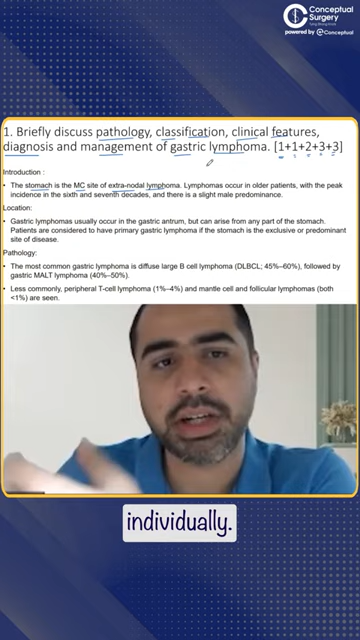 Conceptual
Surgery
powered by Conceptual
1. Briefly discuss pathology, classification, clinical features,
diagnosis and management of gastric lymphoma. [1+1+2+3+3]
Introduction :
• The stomach is the MC site of extra-nodal lymphoma. Lymphomas occur in older patients, with the peak
incidence in the sixth and seventh decades, and there is a slight male predominance.
Location:
• Gastric lymphomas usually occur in the gastric antrum, but can arise from any part of the stomach.
Patients are considered to have primary gastric lymphoma if the stomach is the exclusive or predominant
site of disease.
Pathology:
• The most common gastric lymphoma is diffuse large B cell lymphoma (DLBCL; 45%–60%), followed by
gastric MALT lymphoma (40%–50%).
• Less commonly, peripheral T-cell lymphoma (1%–4%) and mantle cell and follicular lymphomas (both
<1%) are seen.
individually.